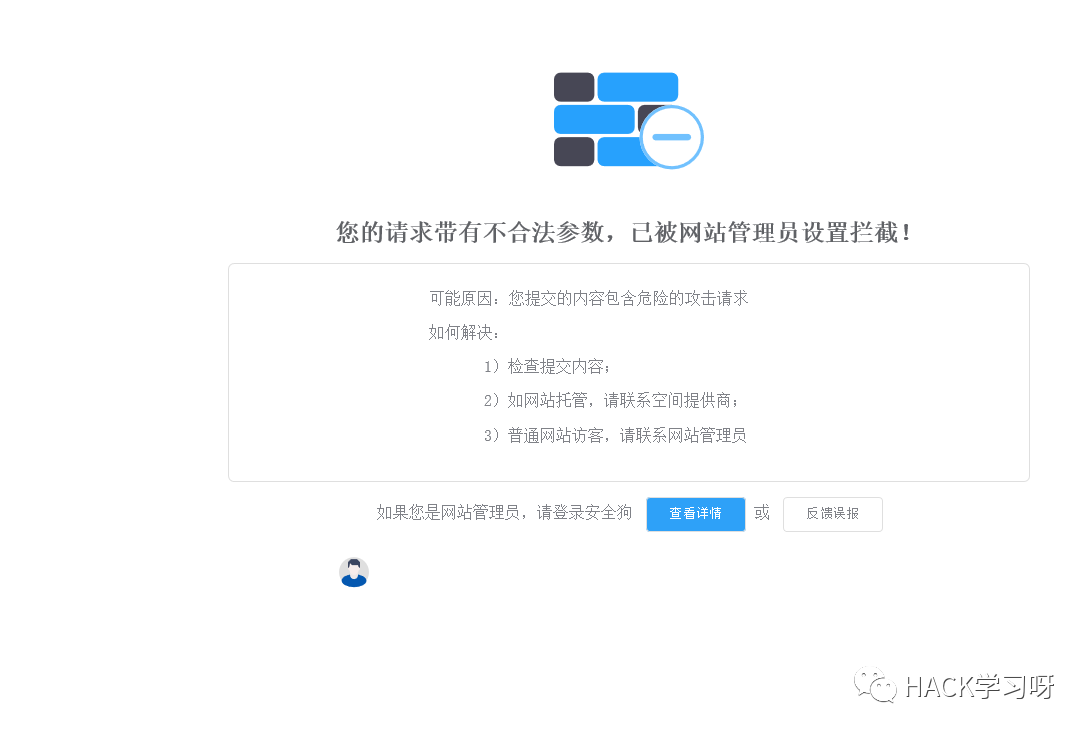 您的请求带有不合法参数，已被网站管理员设置拦截！
可能原因：您提交的内容包含危险的攻击请求
如何解决：
1）检查提交内容；
2）如网站托管，请联系空间提供商；
3）普通网站访客，请联系网站管理员
如果您是网站管理员，请登录安全狗 查看详情 或 反馈误报
HACK学习呀